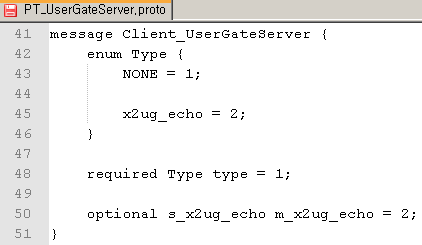 PT_UserGateServer.proto
41 message Client_UserGateServer {
42     enum Type {
43         NONE = 1;
44
45         x2ug_echo = 2;
46     }
47
48     required Type type = 1;
49
50     optional s_x2ug_echo m_x2ug_echo = 2;
51 }